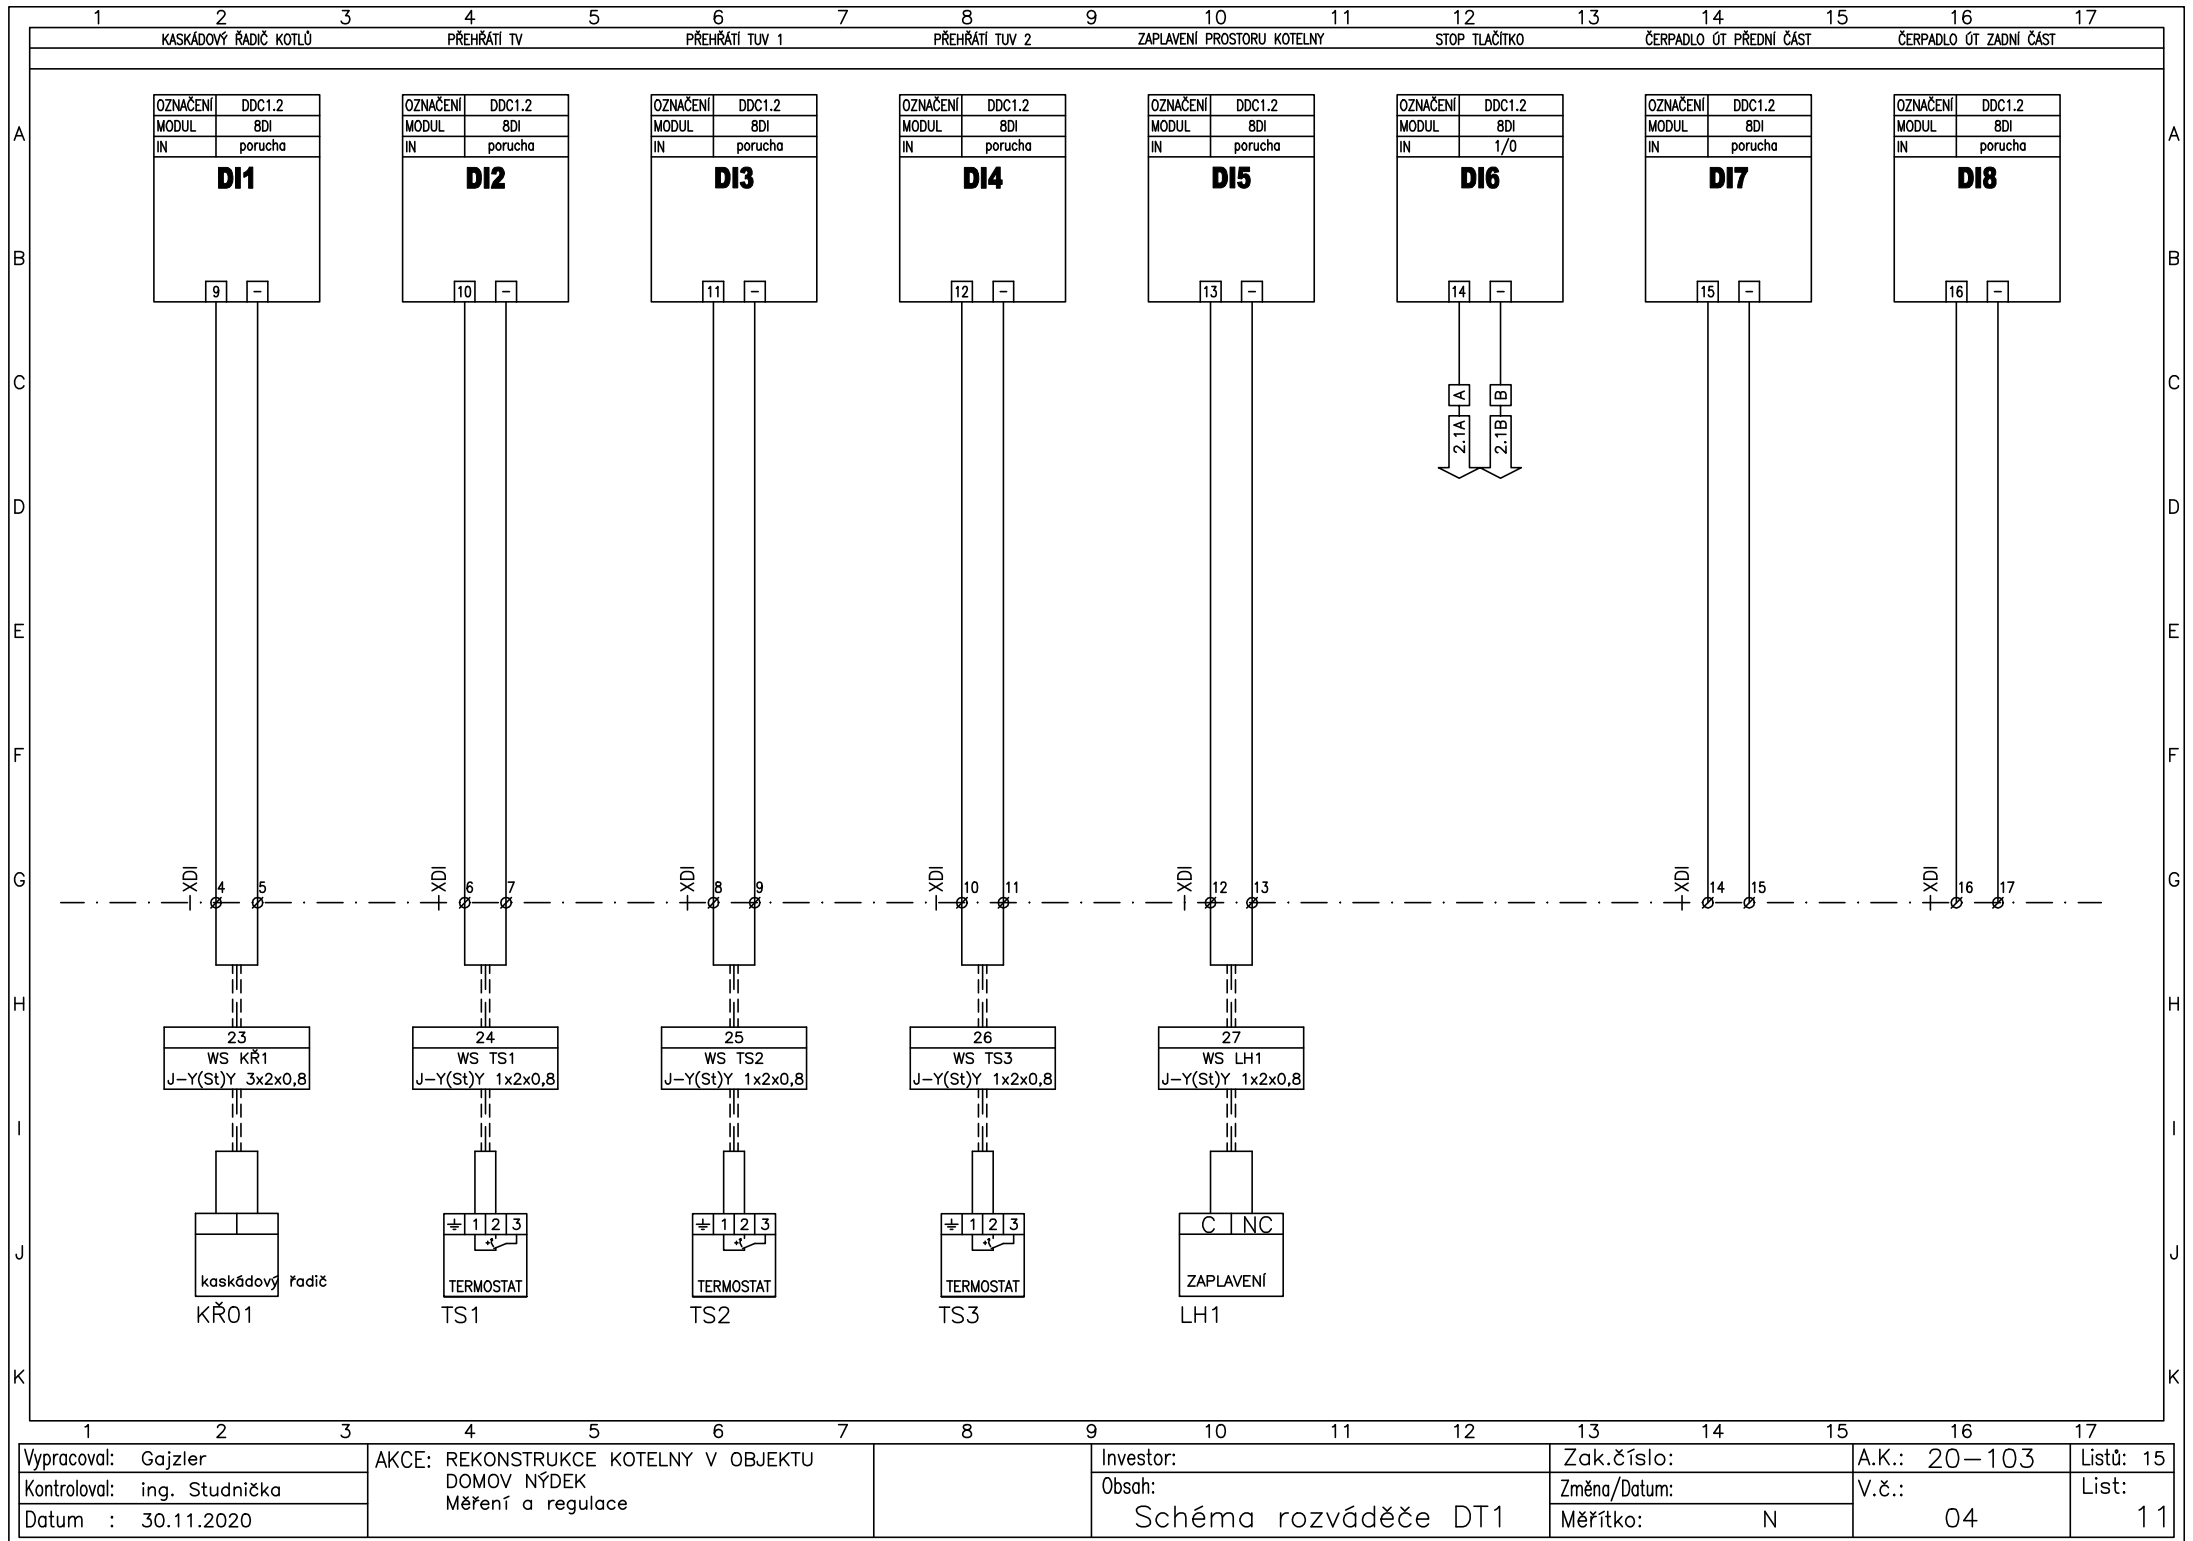 1 2 3 4 5 6 7 8 9 10 11 12 13 14 15 16 17
KASKÁDOVÝ ŘADIČ KOTLŮ PŘEHŘÁTÍ TV PŘEHŘÁTÍ TUV 1 PŘEHŘÁTÍ TUV 2 ZAPLAVENÍ PROSTORU KOTELNY STOP TLAČÍTKO ČERPADLO ÚT PŘEDNÍ ČÁST ČERPADLO ÚT ZADNÍ ČÁST
OZNAČENÍ DDC1.2 OZNAČENÍ DDC1.2 OZNAČENÍ DDC1.2 OZNAČENÍ DDC1.2 OZNAČENÍ DDC1.2 OZNAČENÍ DDC1.2 OZNAČENÍ DDC1.2 OZNAČENÍ DDC1.2
A MODUL 8DI MODUL 8DI MODUL 8DI MODUL 8DI MODUL 8DI MODUL 8DI MODUL 8DI MODUL 8DI A
IN porucha IN porucha IN porucha IN porucha IN porucha IN 1/0 IN porucha IN porucha
DI1 DI2 DI3 DI4 DI5 DI6 DI7 DI8
B B
9 - 10 - 11 - 12 - 13 - 14 - 15 - 16 -
C A B C
2.1A 2.1B
D D
E E
F F
G XDI 4 5 XDI 6 7 XDI 8 9 XDI 10 11 XDI 12 13 XDI 14 15 XDI 16 17 G
H H
23 24 25 26 27
WS KŘ1 WS TS1 WS TS2 WS TS3 WS LH1
J-Y(St)Y 3x2x0,8 J-Y(St)Y 1x2x0,8 J-Y(St)Y 1x2x0,8 J-Y(St)Y 1x2x0,8 J-Y(St)Y 1x2x0,8
I I
1 2 3 1 2 3 1 2 3 C NC
J J
kaskádový řadič TERMOSTAT TERMOSTAT TERMOSTAT ZAPLAVENÍ
KŘ01 TS1 TS2 TS3 LH1
K K
1 2 3 4 5 6 7 8 9 10 11 12 13 14 15 16 17
Vypracoval: Gajzler
Kontroloval: ing. Studnička
Datum : 30.11.2020
AKCE: REKONSTRUKCE KOTELNY V OBJEKTU
DOMOV NÝDEK
Měření a regulace
Investor:
Obsah:
Schéma rozváděče DT1
Zak.číslo:
Změna/Datum:
Měřítko: N
A.K.: 20-103
V.č.:
04
Listů: 15
List:
11